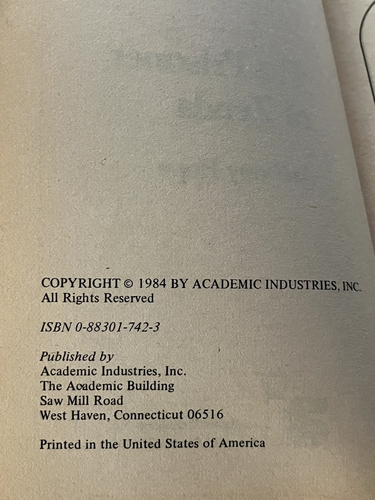 COPYRIGHT © 1984 BY ACADEMIC INDUSTRIES, INC.
All Rights Reserved
ISBN 0-88301-742-3
Published by
Academic Industries, Inc.
The Academic Building
Saw Mill Road
West Haven, Connecticut 06516
Printed in the United States of America